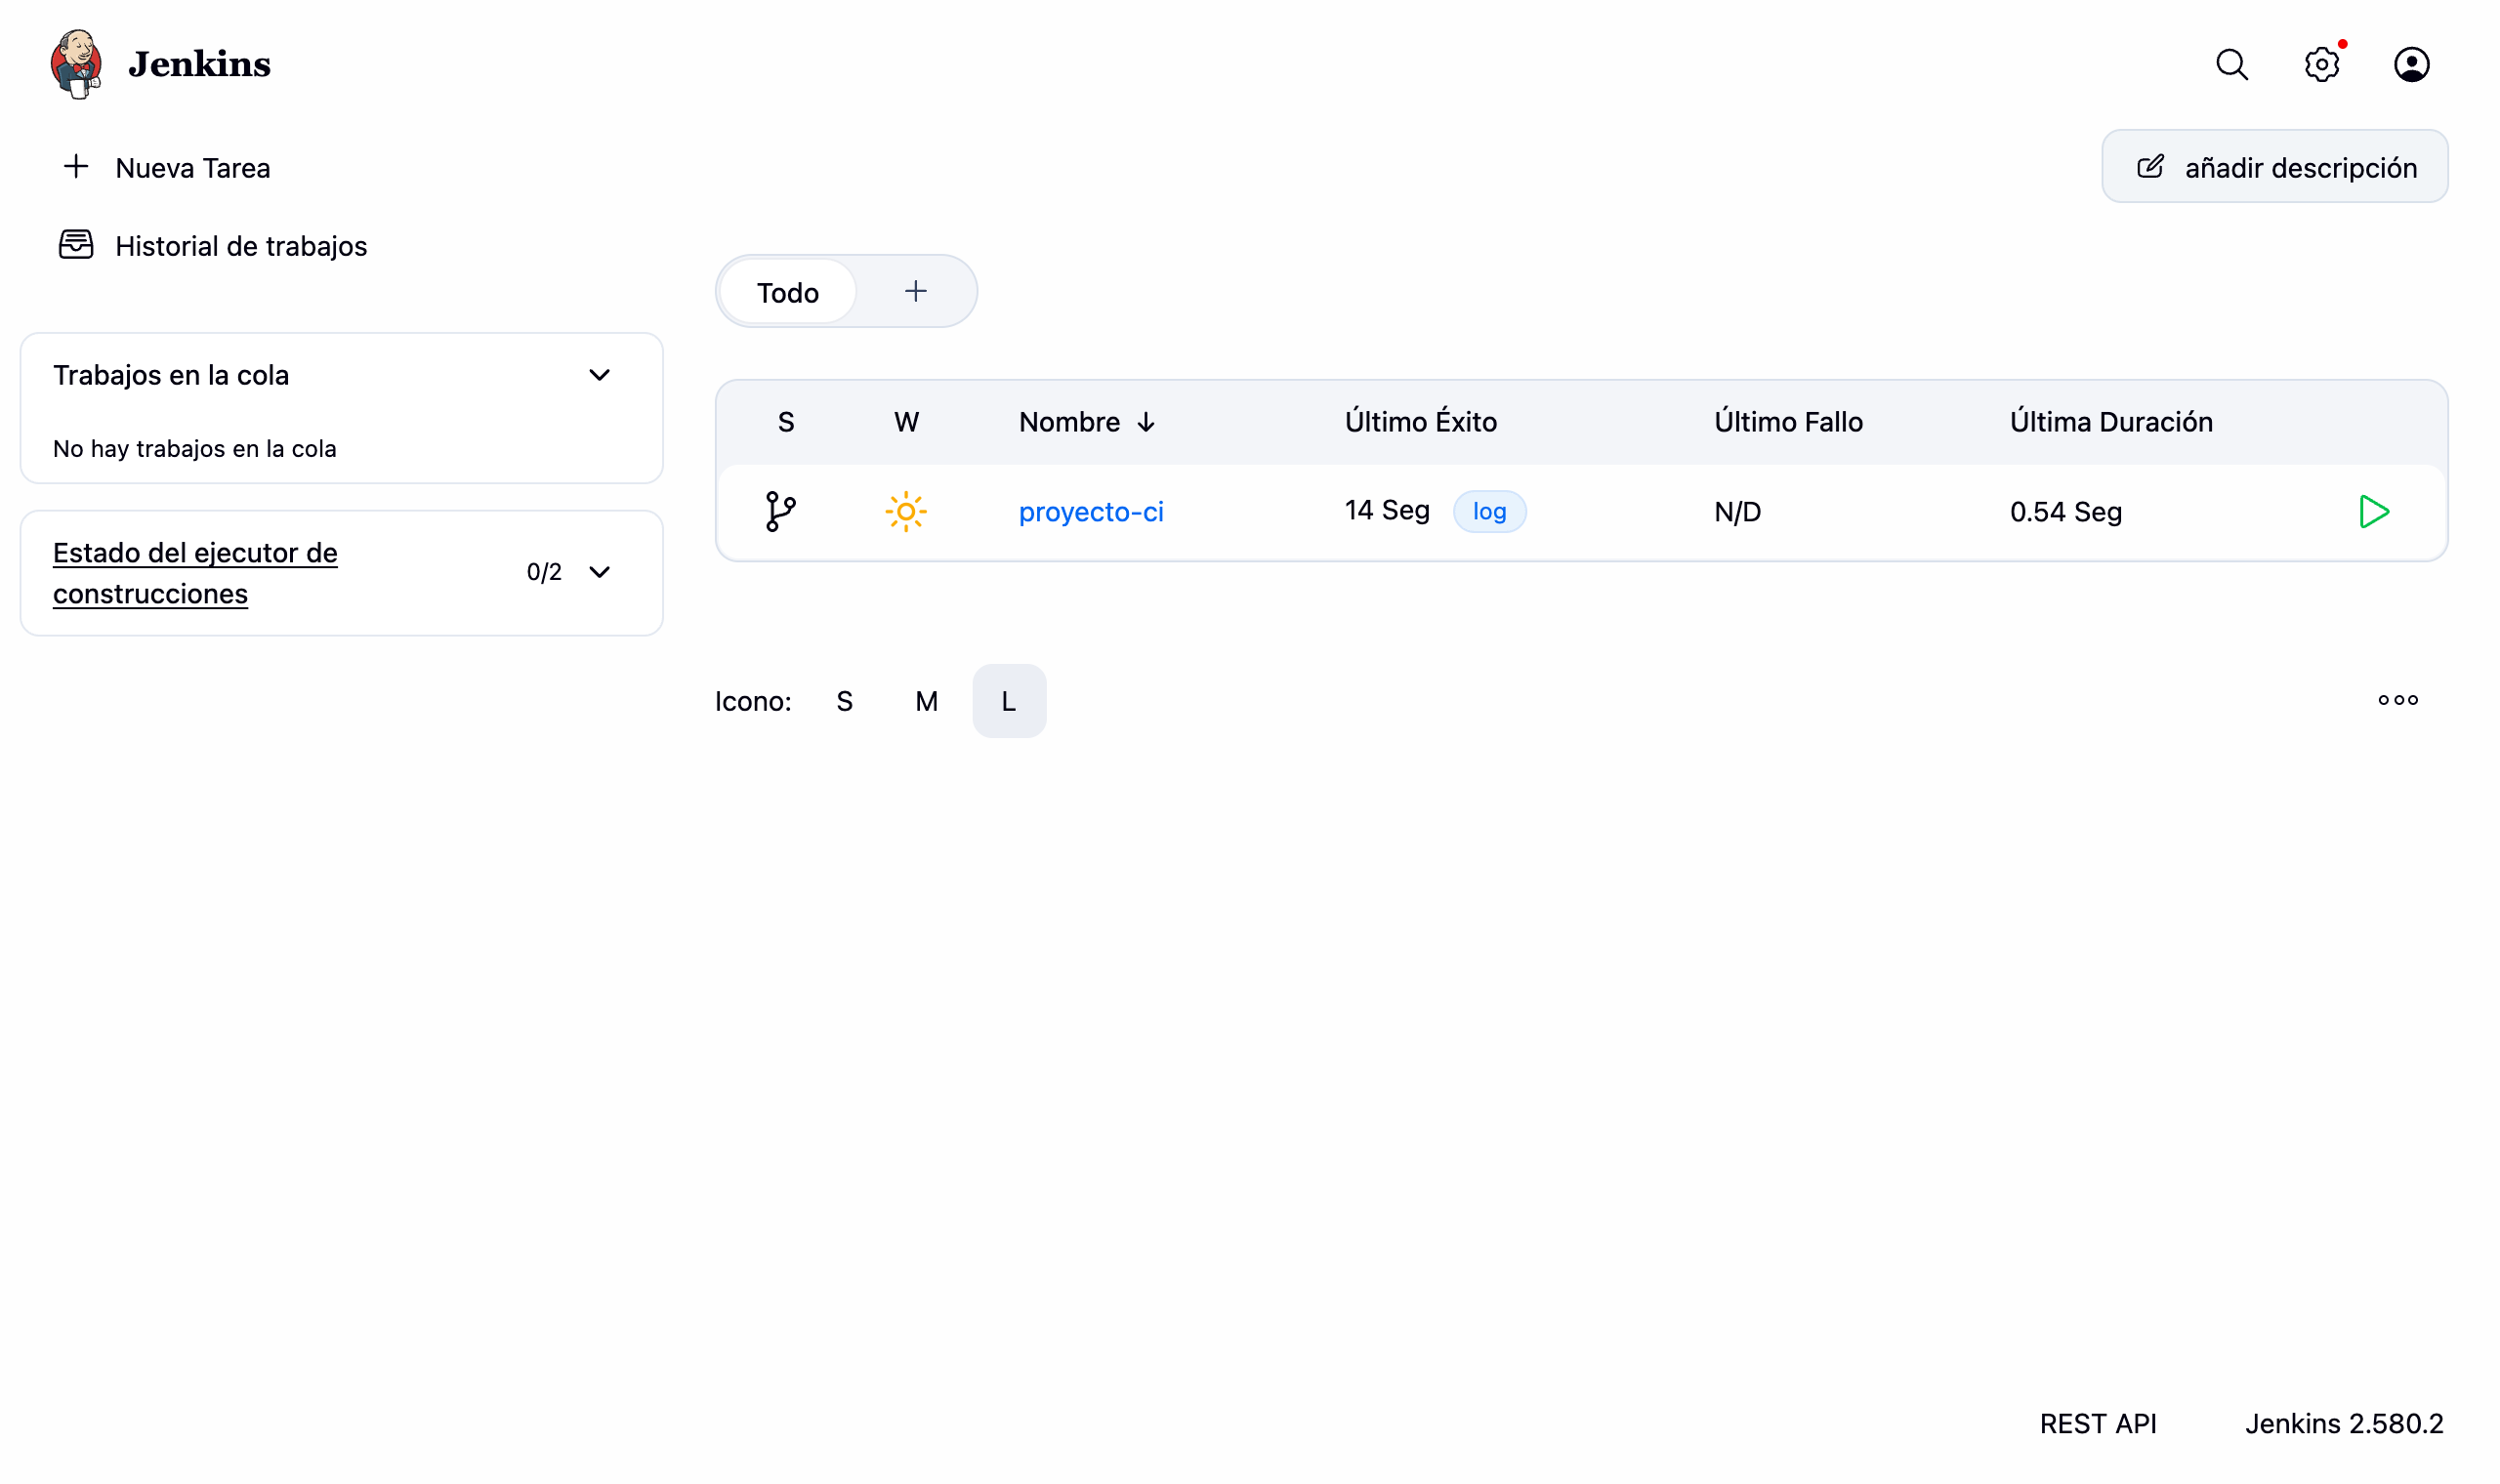 Jenkins
Nueva Tarea
Historial de trabajos
añadir descripción
Todo
Trabajos en la cola
No hay trabajos en la cola
Estado del ejecutor de
construcciones
0/2
S W Nombre ↓ Último Éxito Último Fallo Última Duración
proyecto-ci 14 Seg log N/D 0.54 Seg
Icono: S M L
REST API Jenkins 2.580.2